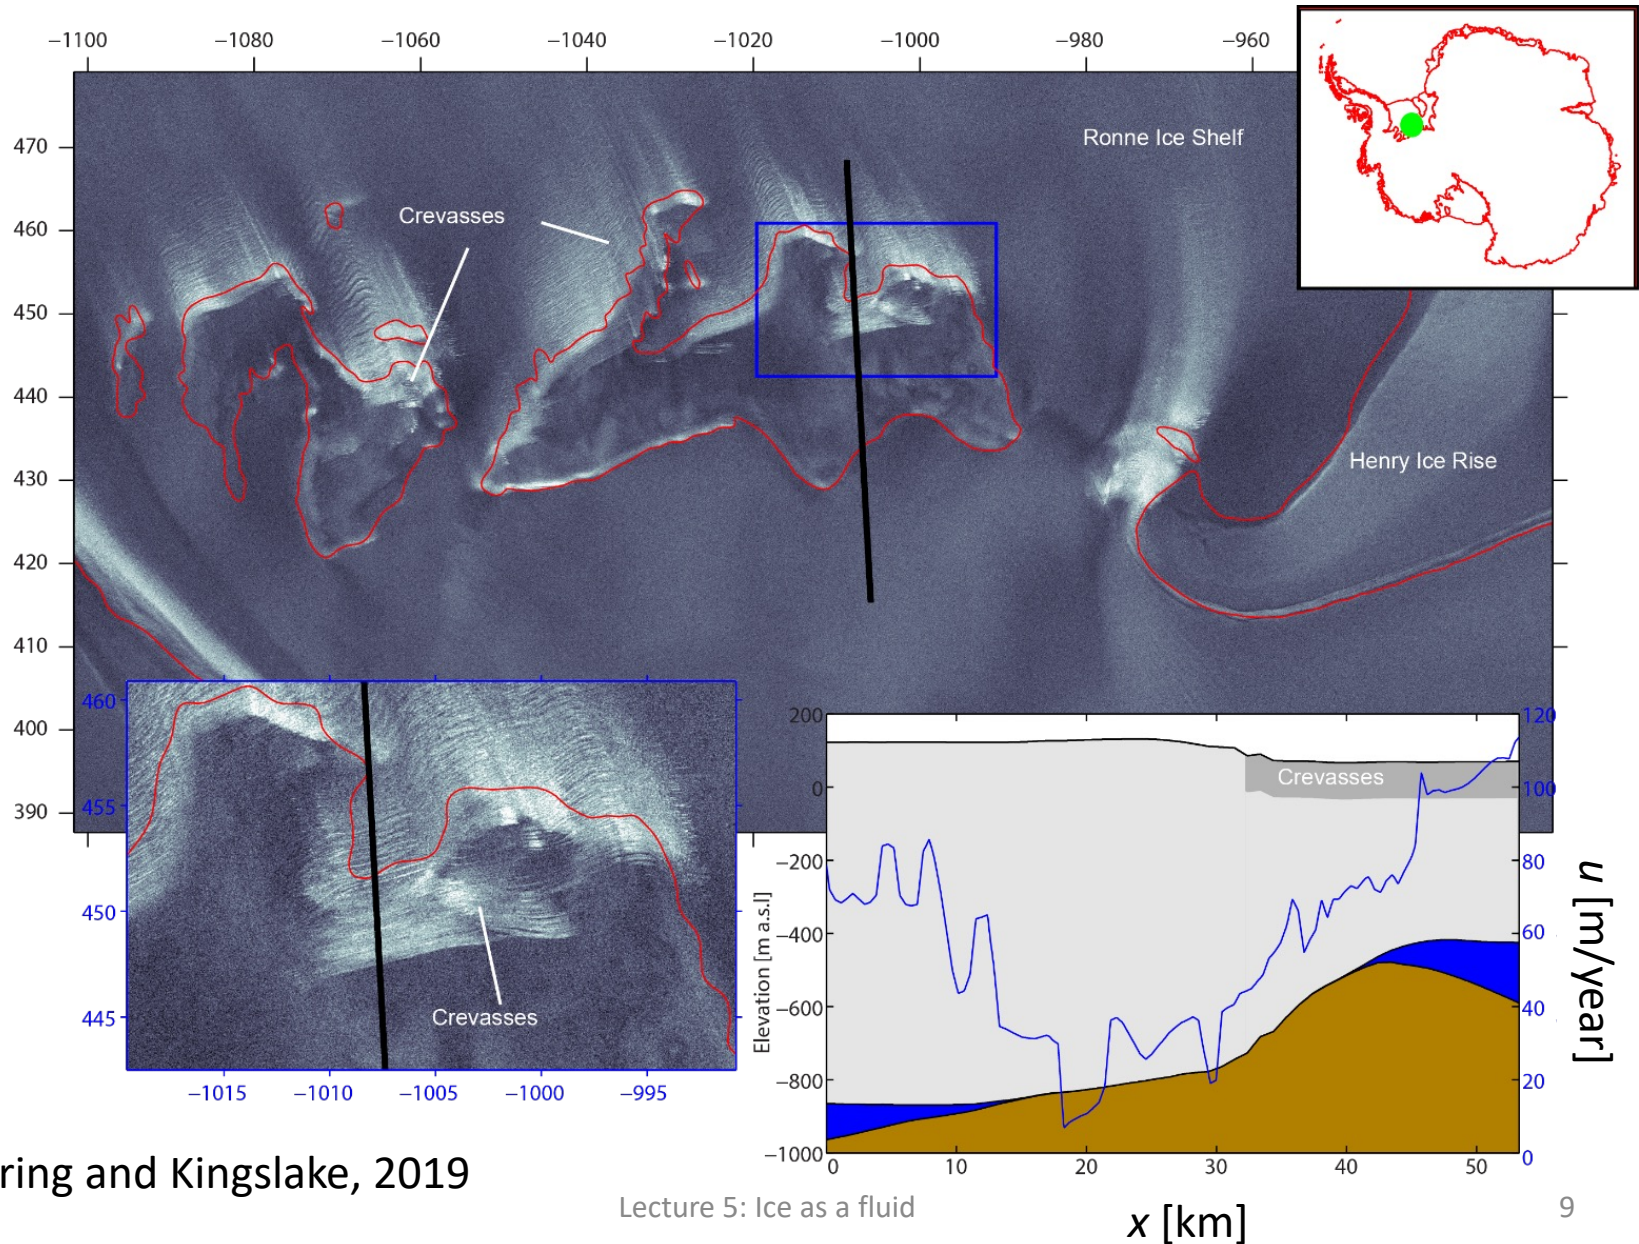 −1100 −1080 −1060 −1040 −1020 −1000 −980 −960
Ronne Ice Shelf
Crevasses
Henry Ice Rise
470
460
450
440
430
420
410
400
390
460
455
450
445
Crevasses
−1015 −1010 −1005 −1000 −995
200
0
−200
−400
−600
−800
−1000
Elevation [m a.s.l]
Crevasses
120
100
80
60
40
20
0
u [m/year]
0 10 20 30 40 50
x [km]
ring and Kingslake, 2019
Lecture 5: Ice as a fluid
9